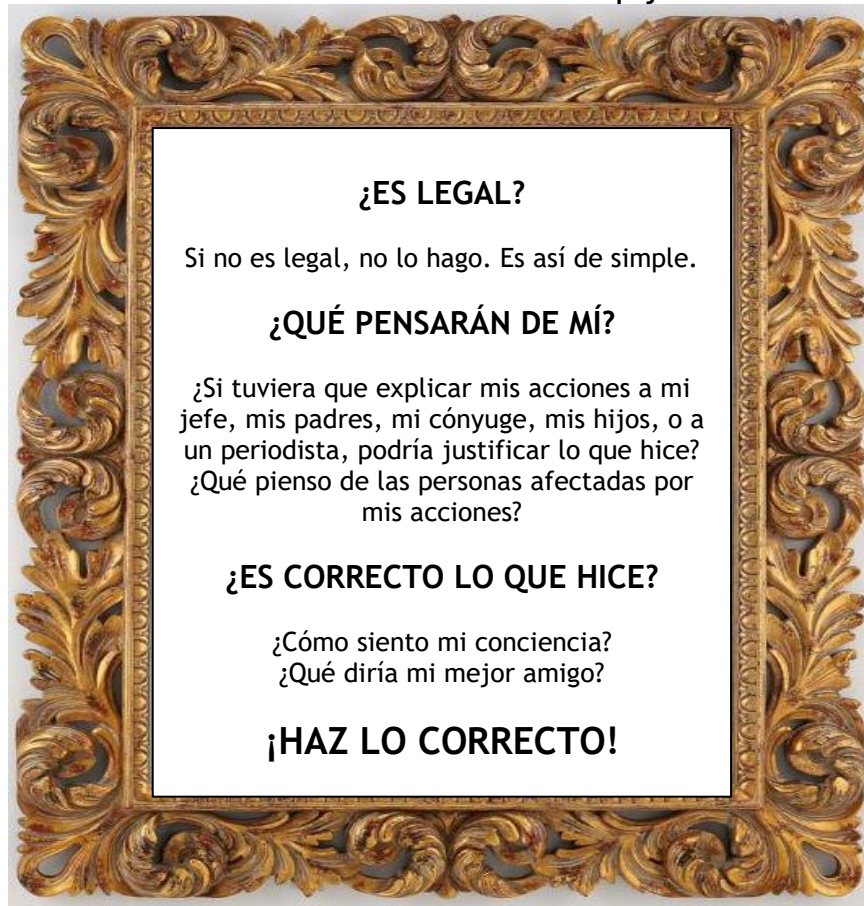 ¿ES LEGAL?
Si no es legal, no lo hago. Es así de simple.
¿QUÉ PENSARÁN DE MÍ?
¿Si tuviera que explicar mis acciones a mi
jefe, mis padres, mi cónyuge, mis hijos, o a
un periodista, podría justificar lo que hice?
¿Qué pienso de las personas afectadas por
mis acciones?
¿ES CORRECTO LO QUE HICE?
¿Cómo siento mi conciencia?
¿Qué diría mi mejor amigo?
¡HAZ LO CORRECTO!